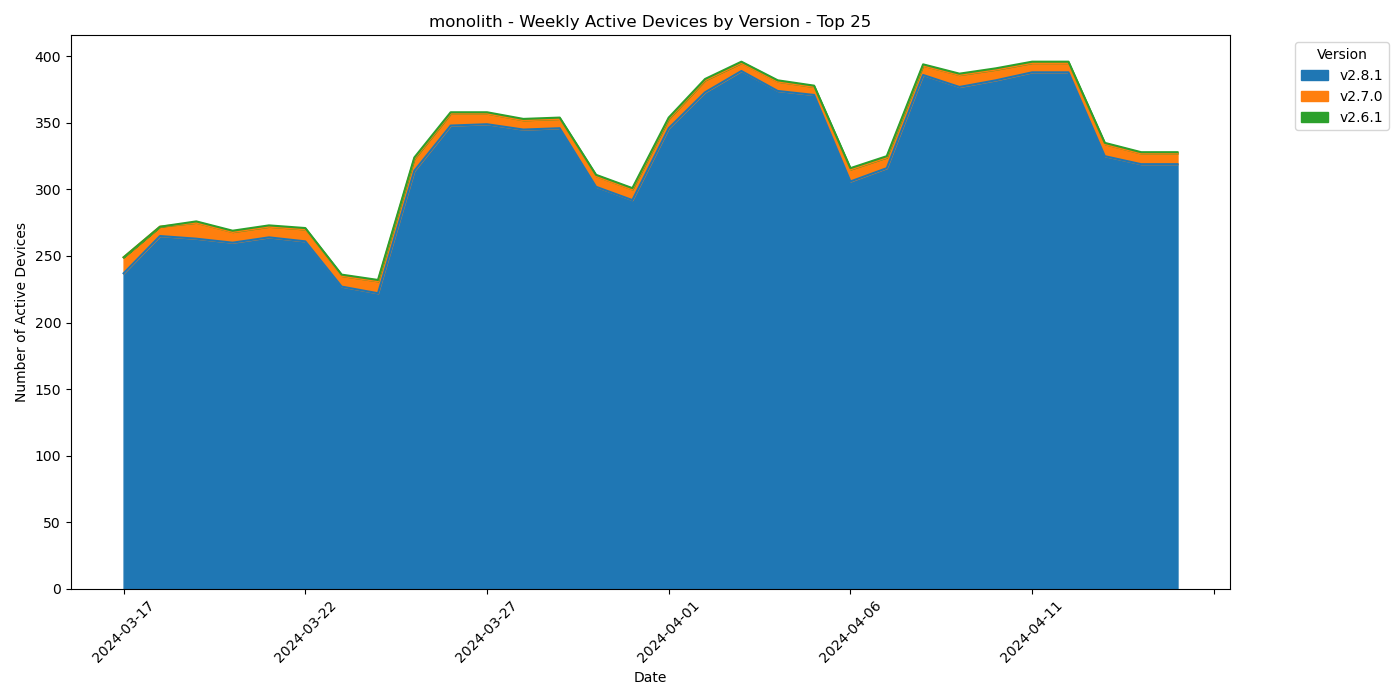 monolith - Weekly Active Devices by Version - Top 25
Number of Active Devices
400
350
300
250
200
150
100
50
0
2024-03-17
2024-03-22
2024-03-27
2024-04-01
2024-04-06
2024-04-11
Date
Version
v2.8.1
v2.7.0
v2.6.1